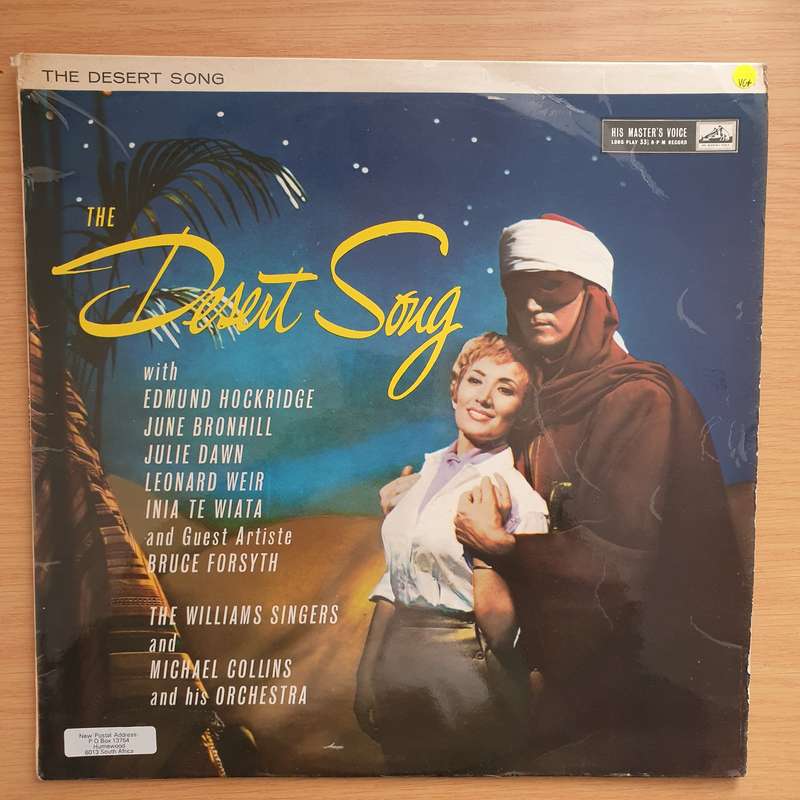 THE DESERT SONG
VG+
HIS MASTER'S VOICE
LONG PLAY 33⅓ R·P·M RECORD
THE
Desert Song
with
EDMUND HOCKRIDGE
JUNE BRONHILL
JULIE DAWN
LEONARD WEIR
INIA TE WIATA
and Guest Artiste
BRUCE FORSYTH
THE WILLIAMS SINGERS
and
MICHAEL COLLINS
and his ORCHESTRA
New Postal Address:
P O Box 13754
Humewood
6013 South Africa